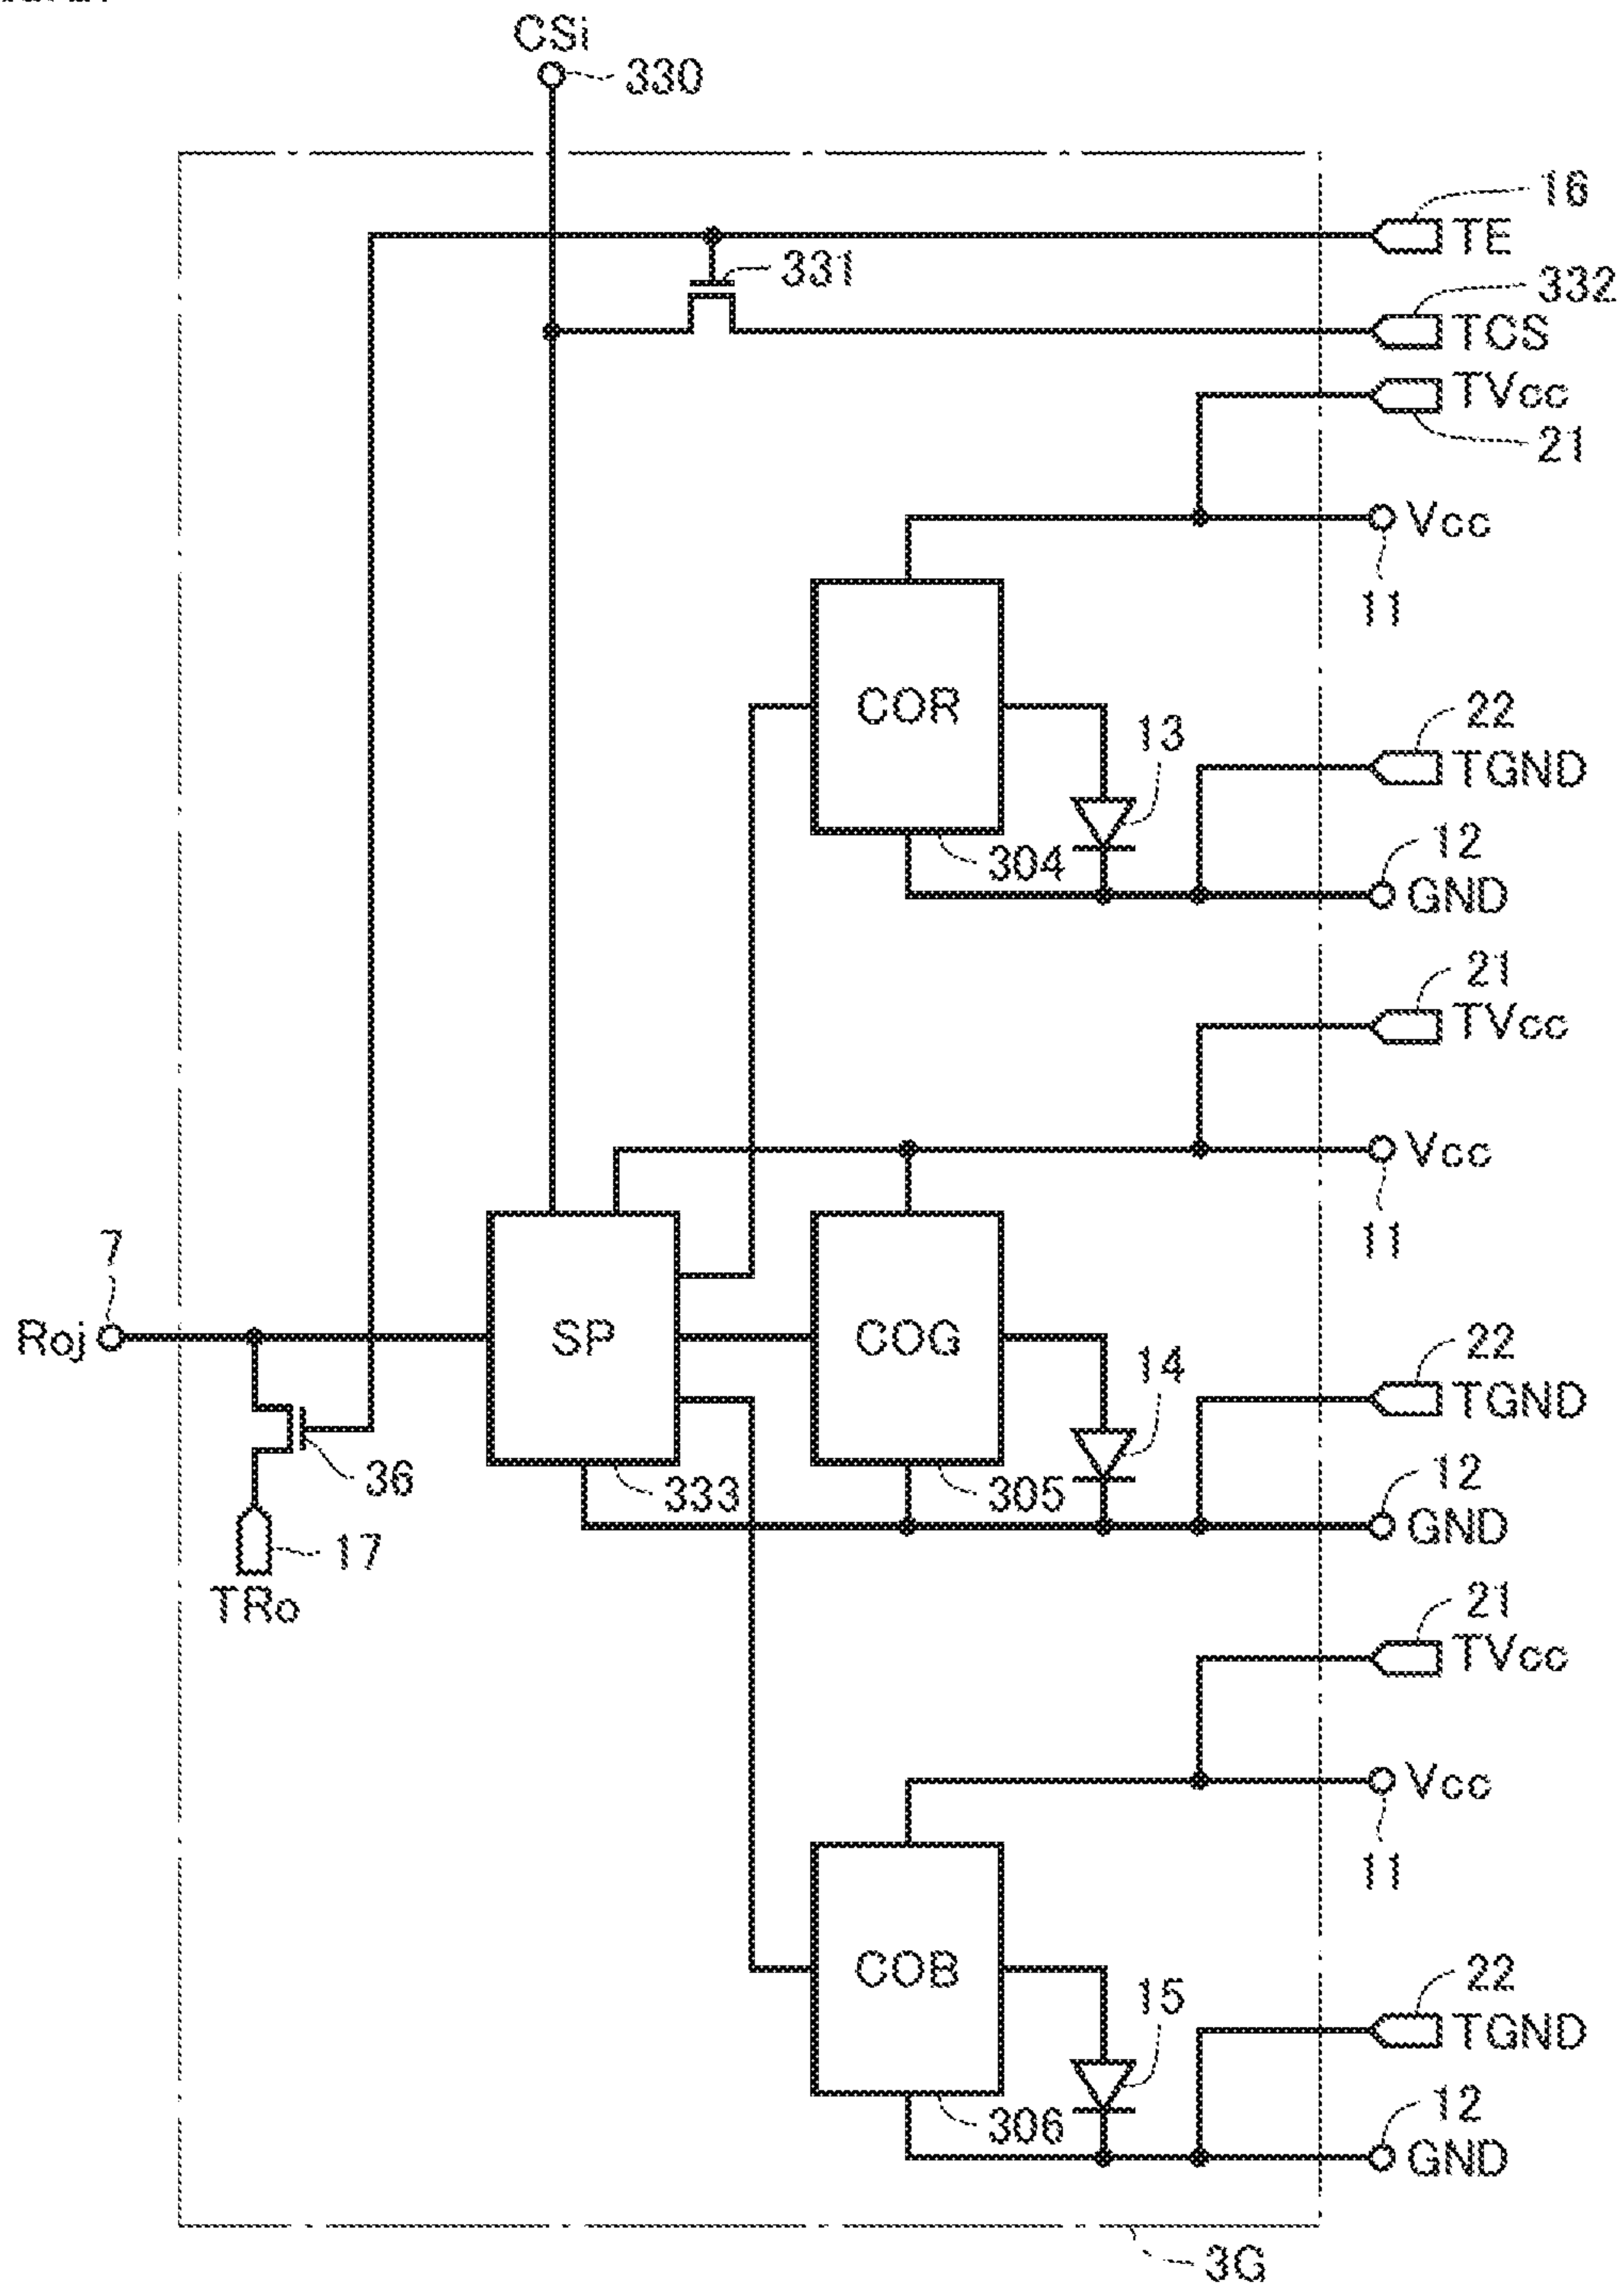 CSi
330
16
TE
331
332
TCS
TVcc
21
Vcc
11
COR
13
22
TGND
304
12
GND
21
TVcc
Vcc
11
7
Roj
SP
COG
14
22
TGND
36
333
305
12
GND
17
TRo
21
TVcc
Vcc
11
COB
15
22
TGND
306
12
GND
3G